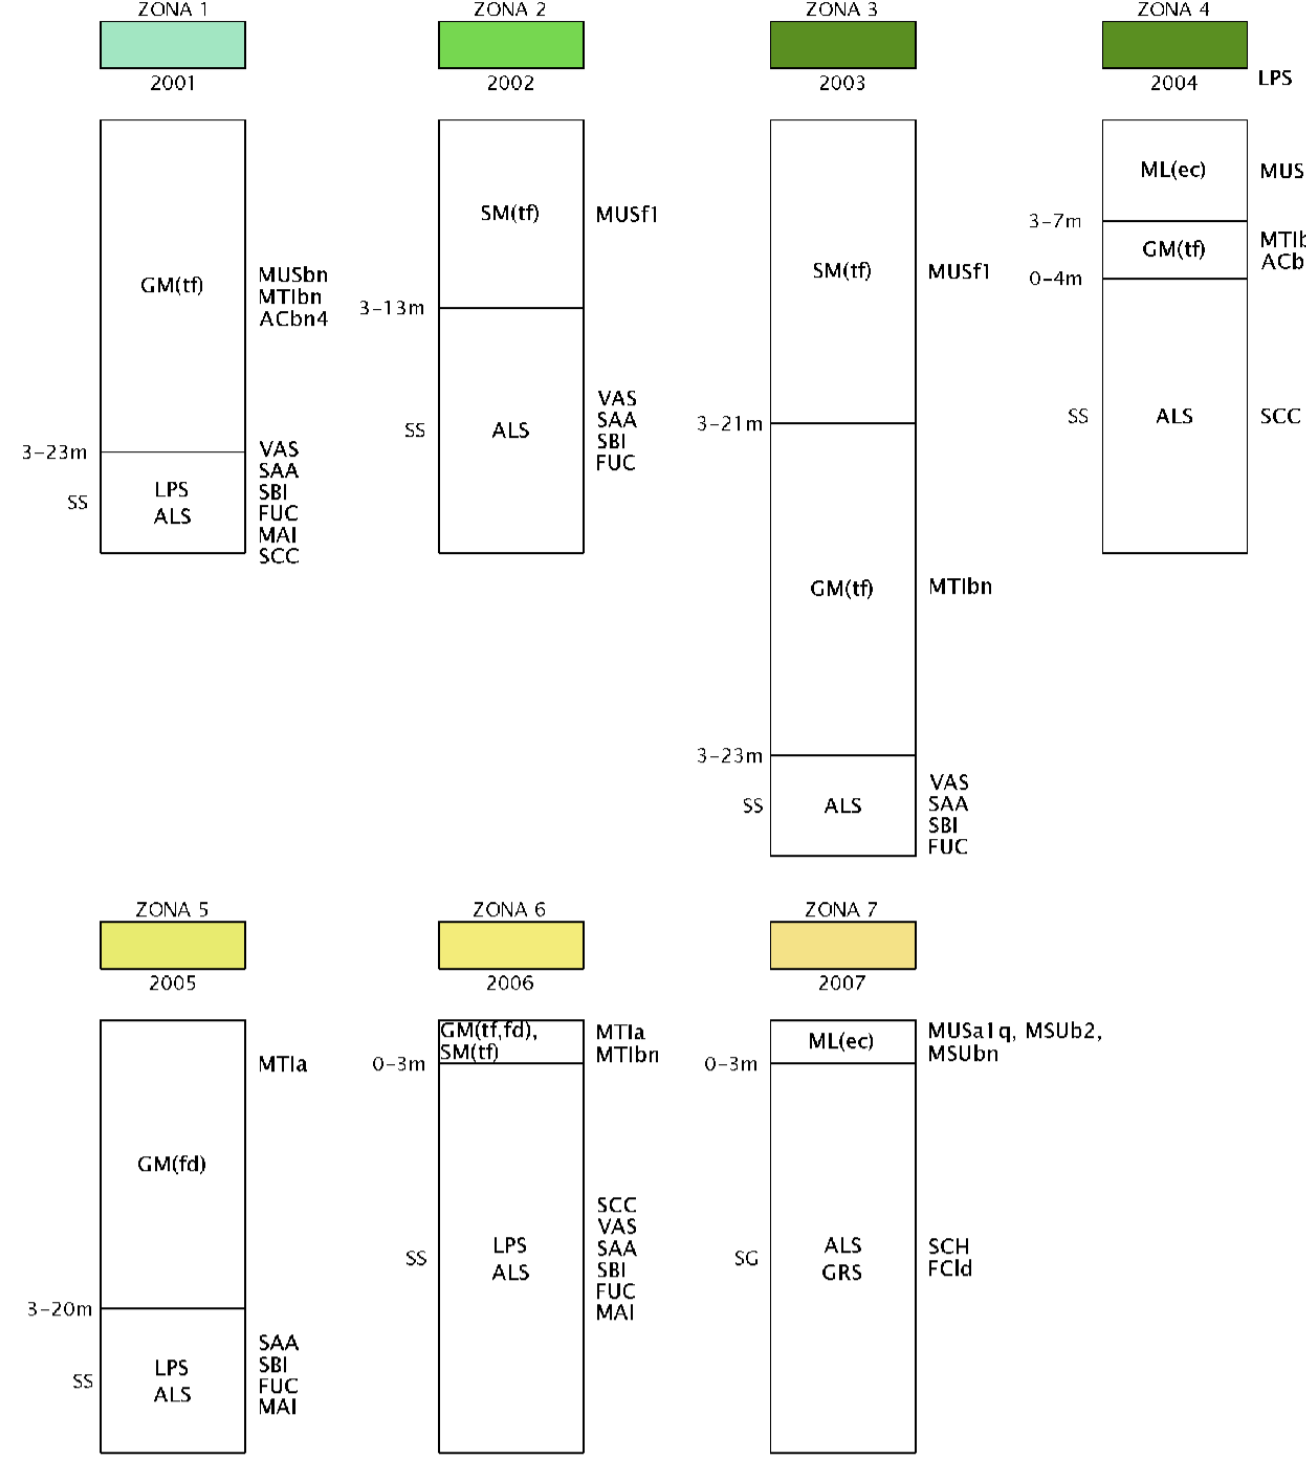 ZONA 1
2001
GM(tf)
MUSbn
MTIbn
ACbn4
3-23m
SS
LPS
ALS
VAS
SAA
SBI
FUC
MAI
SCC
ZONA 2
2002
SM(tf)
MUSf1
3-13m
SS
ALS
VAS
SAA
SBI
FUC
ZONA 3
2003
SM(tf)
MUSf1
3-21m
GM(tf)
MTIbn
3-23m
SS
ALS
VAS
SAA
SBI
FUC
ZONA 4
2004
LPS
ML(ec)
MUS
3-7m
GM(tf)
MTIb
ACb
0-4m
SS
ALS
SCC
ZONA 5
2005
MTIa
GM(fd)
3-20m
SS
LPS
ALS
SAA
SBI
FUC
MAI
ZONA 6
2006
GM(tf,fd),
SM(tf)
MTIa
MTIbn
0-3m
SS
LPS
ALS
SCC
VAS
SAA
SBI
FUC
MAI
ZONA 7
2007
ML(ec)
MUSa1q, MSUb2,
MSUbn
0-3m
SG
ALS
GRS
SCH
FCId